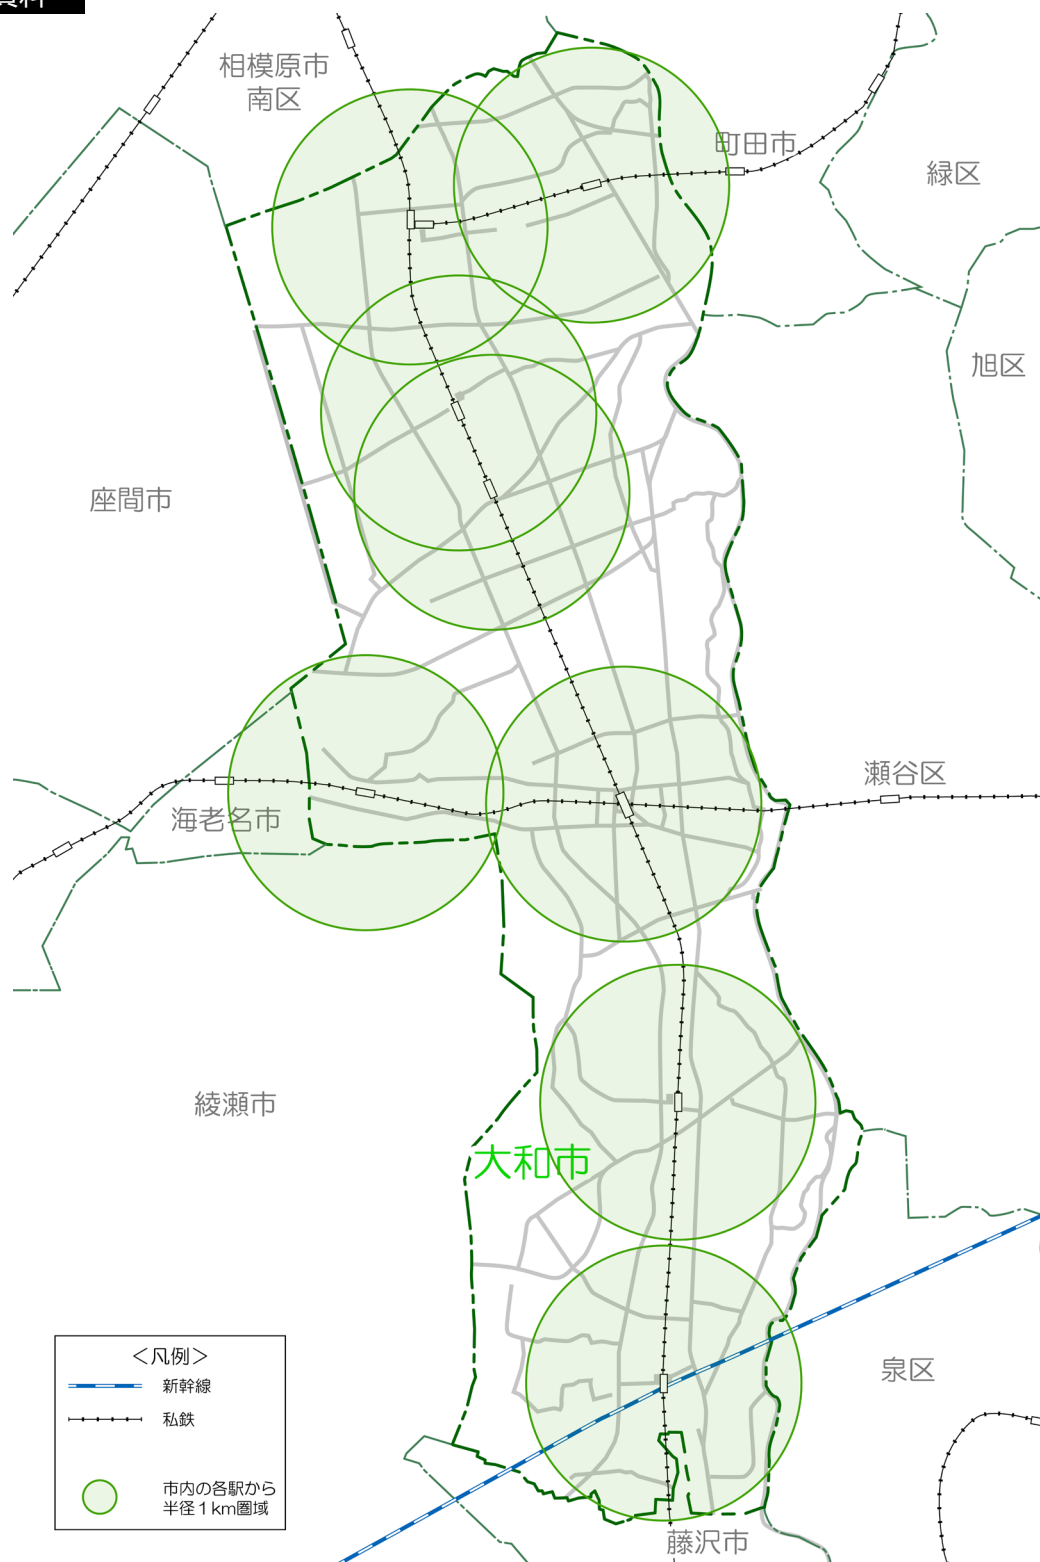 資料
相模原市
南区
町田市
緑区
旭区
座間市
瀬谷区
海老名市
綾瀬市
大和市
泉区
藤沢市
＜凡例＞
新幹線
私鉄
市内の各駅から
半径１km圏域